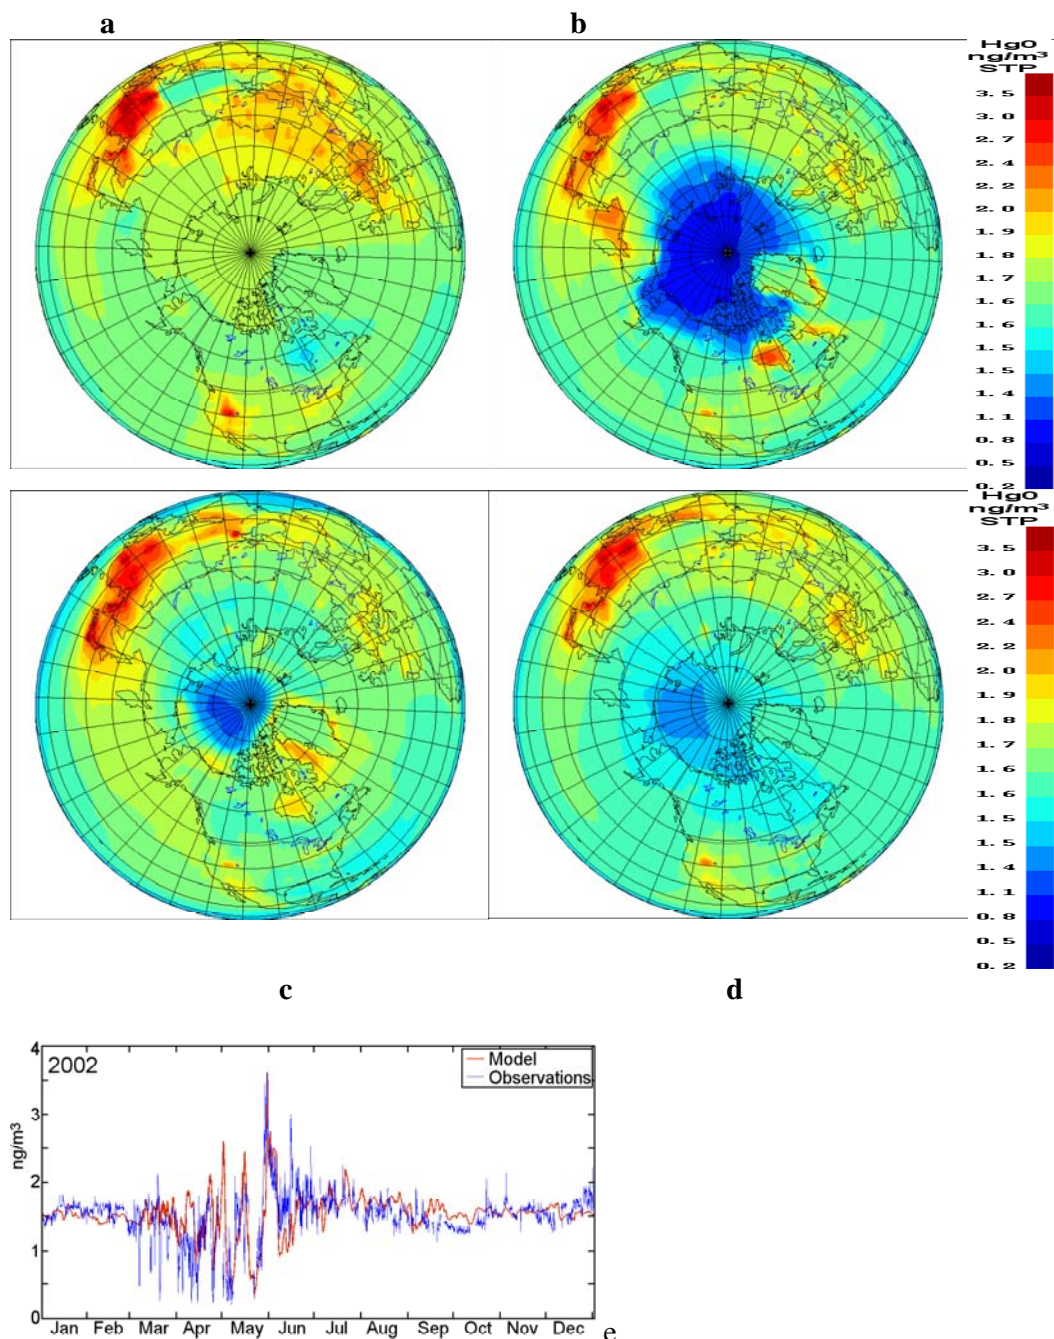 a
b
Hg0
ng/m³
STP
3.5
3.0
2.7
2.4
2.2
2.0
1.9
1.8
1.7
1.6
1.6
1.5
1.5
1.4
1.1
0.8
0.5
0.2
Hg0
ng/m³
STP
3.5
3.0
2.7
2.4
2.2
2.0
1.9
1.8
1.7
1.6
1.6
1.5
1.5
1.4
1.1
0.8
0.5
0.2
c
d
4
2002
Model
Observations
3
ng/m³
2
1
0
Jan Feb Mar Apr May Jun Jul Aug Sep Oct Nov Dec
e